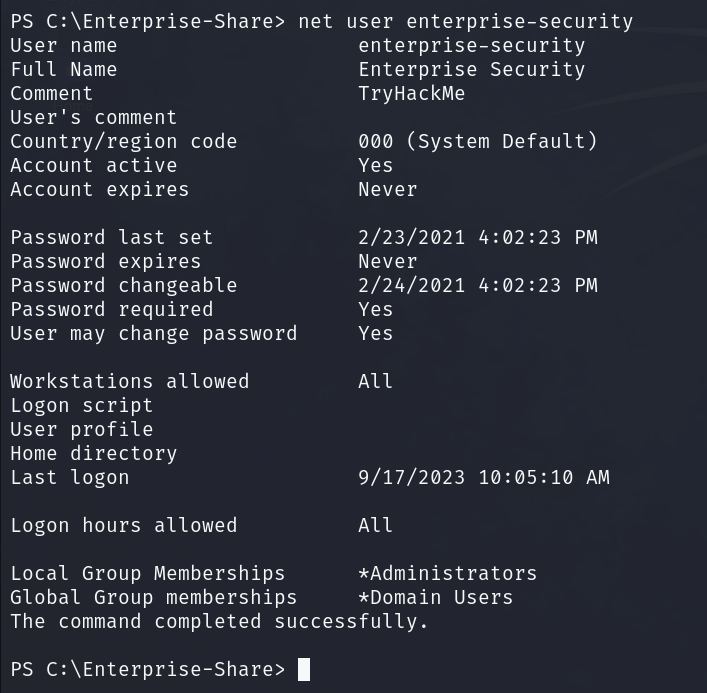 PS C:\Enterprise-Share> net user enterprise-security
User name                    enterprise-security
Full Name                    Enterprise Security
Comment                      TryHackMe
User's comment
Country/region code          000 (System Default)
Account active               Yes
Account expires              Never

Password last set            2/23/2021 4:02:23 PM
Password expires             Never
Password changeable          2/24/2021 4:02:23 PM
Password required            Yes
User may change password     Yes

Workstations allowed         All
Logon script
User profile
Home directory
Last logon                   9/17/2023 10:05:10 AM

Logon hours allowed          All

Local Group Memberships      *Administrators
Global Group memberships     *Domain Users
The command completed successfully.

PS C:\Enterprise-Share>